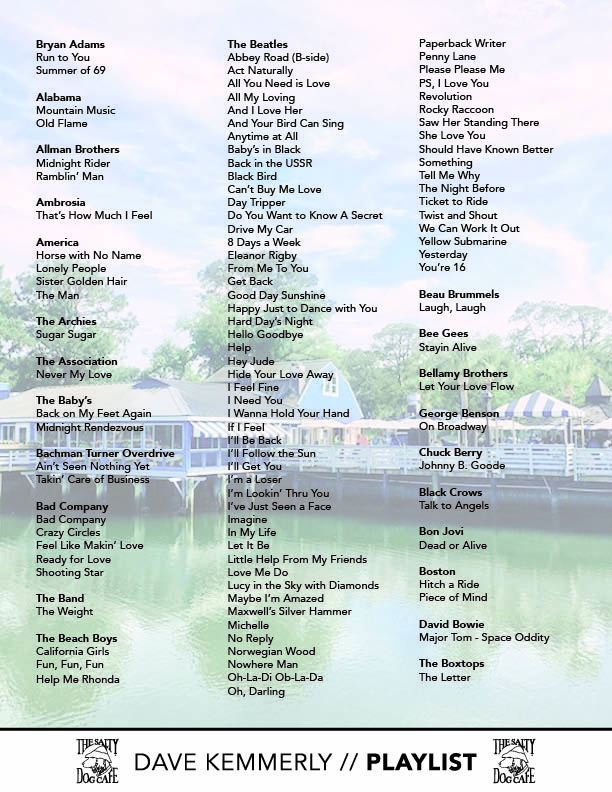 Bryan Adams
Run to You
Summer of 69
Alabama
Mountain Music
Old Flame
Allman Brothers
Midnight Rider
Ramblin' Man
Ambrosia
That's How Much I Feel
America
Horse with No Name
Lonely People
Sister Golden Hair
The Man
The Archies
Sugar Sugar
The Association
Never My Love
The Baby's
Back on My Feet Again
Midnight Rendezvous
Bachman Turner Overdrive
Ain't Seen Nothing Yet
Takin' Care of Business
Bad Company
Bad Company
Crazy Circles
Feel Like Makin' Love
Ready for Love
Shooting Star
The Band
The Weight
The Beach Boys
California Girls
Fun, Fun, Fun
Help Me Rhonda
The Beatles
Abbey Road (B-side)
Act Naturally
All You Need is Love
All My Loving
And I Love Her
And Your Bird Can Sing
Anytime at All
Baby's in Black
Back in the USSR
Black Bird
Can't Buy Me Love
Day Tripper
Do You Want to Know A Secret
Drive My Car
8 Days a Week
Eleanor Rigby
From Me To You
Get Back
Good Day Sunshine
Happy Just to Dance with You
Hard Day's Night
Hello Goodbye
Help
Hey Jude
Hide Your Love Away
I Feel Fine
I Need You
I Wanna Hold Your Hand
If I Feel
I'll Be Back
I'll Follow the Sun
I'll Get You
I'm a Loser
I'm Lookin' Thru You
I've Just Seen a Face
Imagine
In My Life
Let It Be
Little Help From My Friends
Love Me Do
Lucy in the Sky with Diamonds
Maybe I'm Amazed
Maxwell's Silver Hammer
Michelle
No Reply
Norwegian Wood
Nowhere Man
Oh-La-Di Ob-La-Da
Oh, Darling
Paperback Writer
Penny Lane
Please Please Me
PS, I Love You
Revolution
Rocky Raccoon
Saw Her Standing There
She Love You
Should Have Known Better
Something
Tell Me Why
The Night Before
Ticket to Ride
Twist and Shout
We Can Work It Out
Yellow Submarine
Yesterday
You're 16
Beau Brummels
Laugh, Laugh
Bee Gees
Stayin Alive
Bellamy Brothers
Let Your Love Flow
George Benson
On Broadway
Chuck Berry
Johnny B. Goode
Black Crows
Talk to Angels
Bon Jovi
Dead or Alive
Boston
Hitch a Ride
Piece of Mind
David Bowie
Major Tom - Space Oddity
The Boxtops
The Letter
THE SALTY
DOG CAFE
DAVE KEMMERLY // PLAYLIST
THE SALTY
DOG CAFE